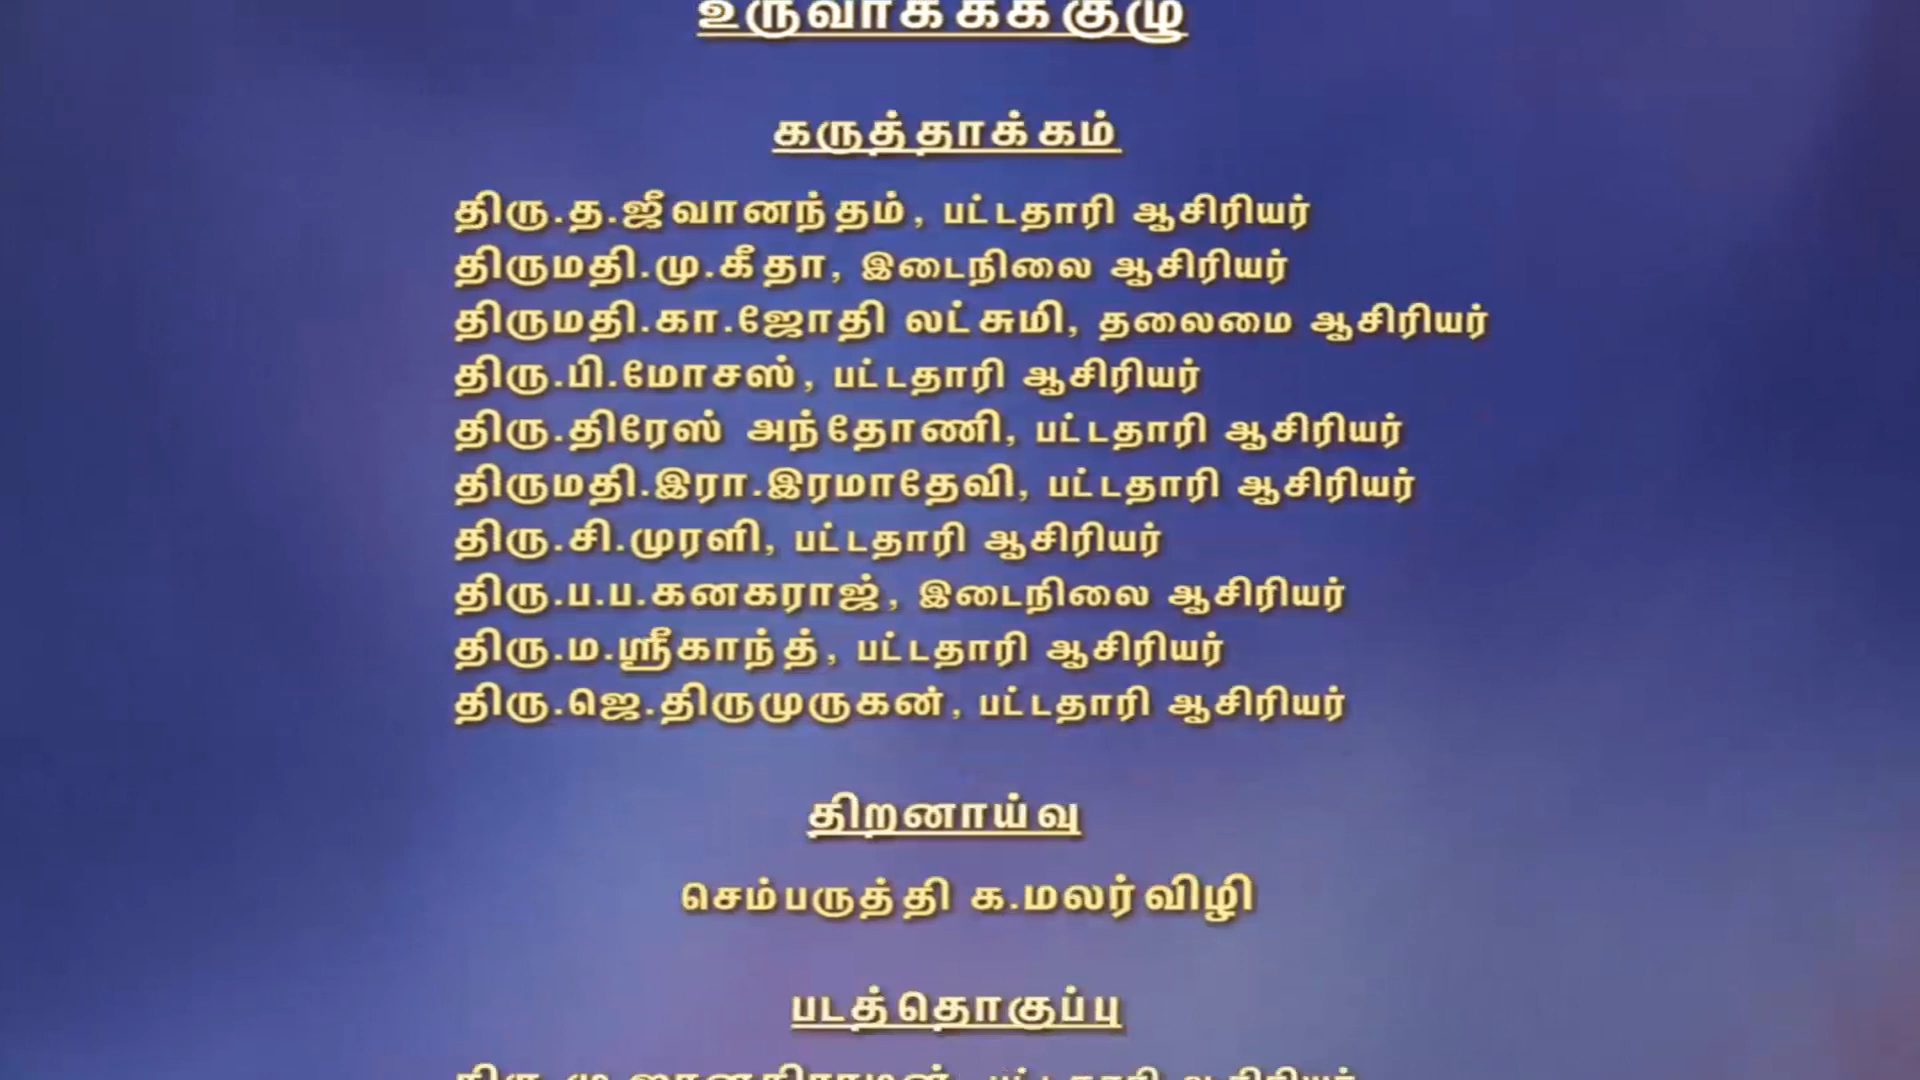 உருவாக்கக்குழு
கருத்தாக்கம்
திரு.த.ஜீவானந்தம், பட்டதாரி ஆசிரியர்
திருமதி.மு.கீதா, இடைநிலை ஆசிரியர்
திருமதி.கா.ஜோதி லட்சுமி, தலைமை ஆசிரியர்
திரு.பி.மோசஸ், பட்டதாரி ஆசிரியர்
திரு.திரேஸ் அந்தோணி, பட்டதாரி ஆசிரியர்
திருமதி.இரா.இரமாதேவி, பட்டதாரி ஆசிரியர்
திரு.சி.முரளி, பட்டதாரி ஆசிரியர்
திரு.ப.ப.கனகராஜ், இடைநிலை ஆசிரியர்
திரு.ம.ஸ்ரீகாந்த், பட்டதாரி ஆசிரியர்
திரு.ஜெ.திருமுருகன், பட்டதாரி ஆசிரியர்
திறனாய்வு
செம்பருத்தி க.மலர்விழி
படத்தொகுப்பு